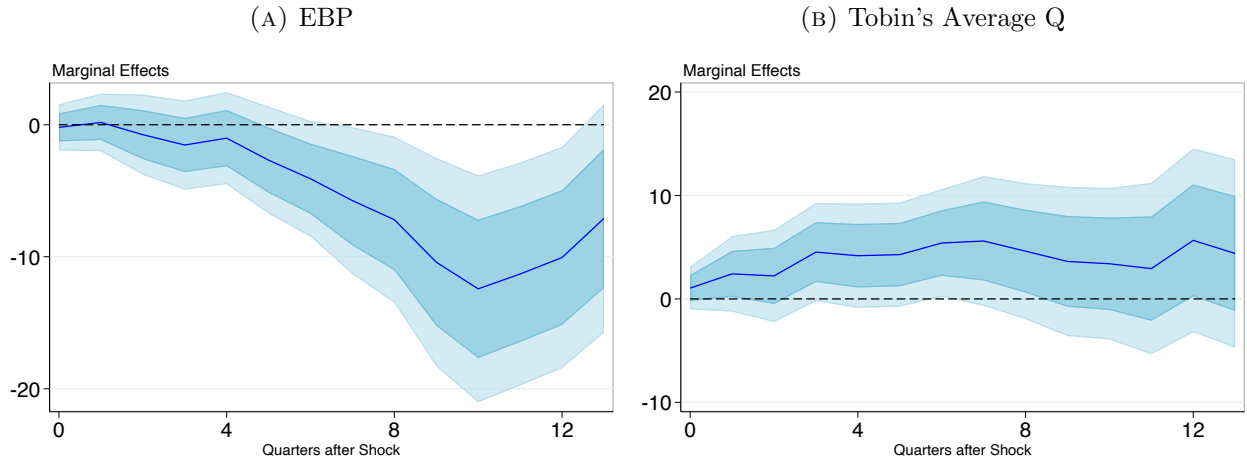 (A) EBP
Marginal Effects
0
-10
-20
0
4
8
12
Quarters after Shock
(B) Tobin's Average Q
Marginal Effects
20
10
0
-10
0
4
8
12
Quarters after Shock